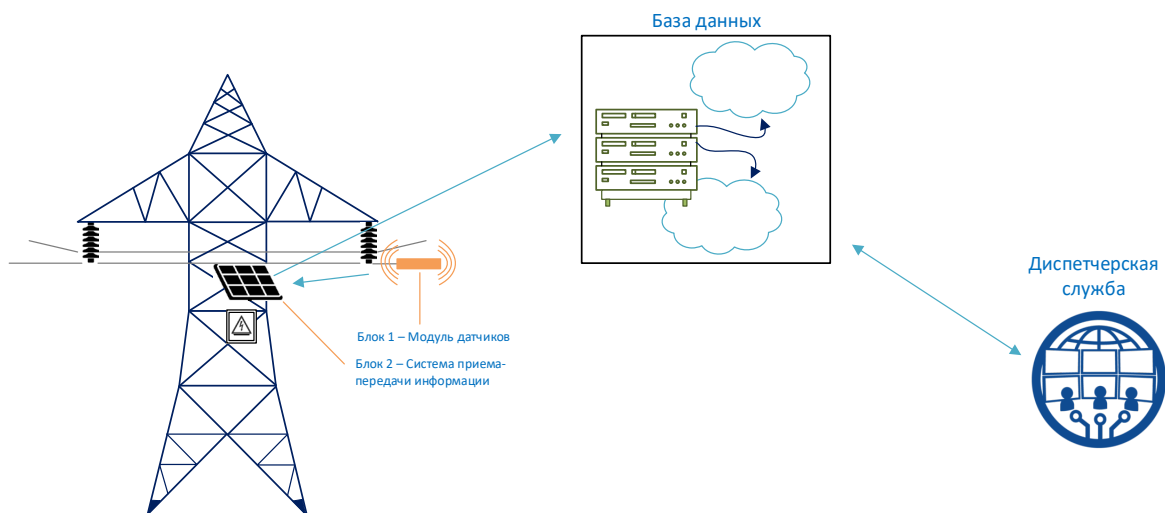 База данных
Диспетчерская
служба
Блок 1 – Модуль датчиков
Блок 2 – Система приема-
передачи информации